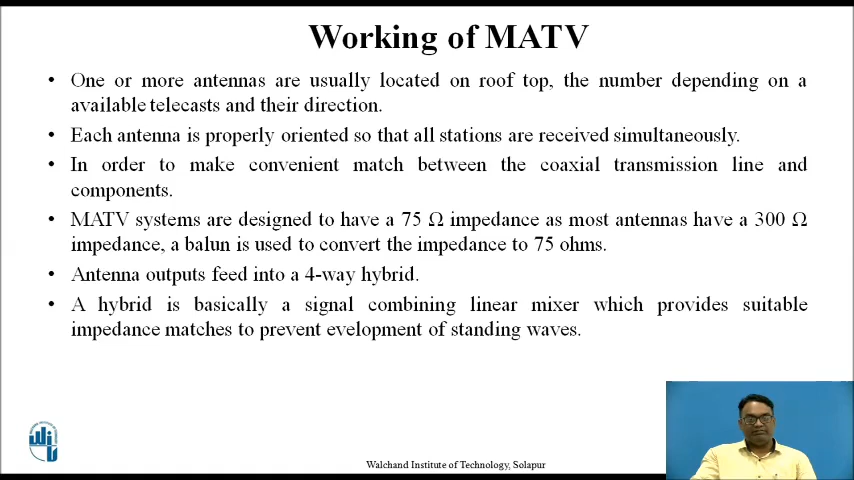 Working of MATV
• One or more antennas are usually located on roof top, the number depending on a
available telecasts and their direction.
• Each antenna is properly oriented so that all stations are received simultaneously.
• In order to make convenient match between the coaxial transmission line and
components.
• MATV systems are designed to have a 75 Ω impedance as most antennas have a 300 Ω
impedance, a balun is used to convert the impedance to 75 ohms.
• Antenna outputs feed into a 4-way hybrid.
• A hybrid is basically a signal combining linear mixer which provides suitable
impedance matches to prevent evelopment of standing waves.
Walchand Institute of Technology, Solapur